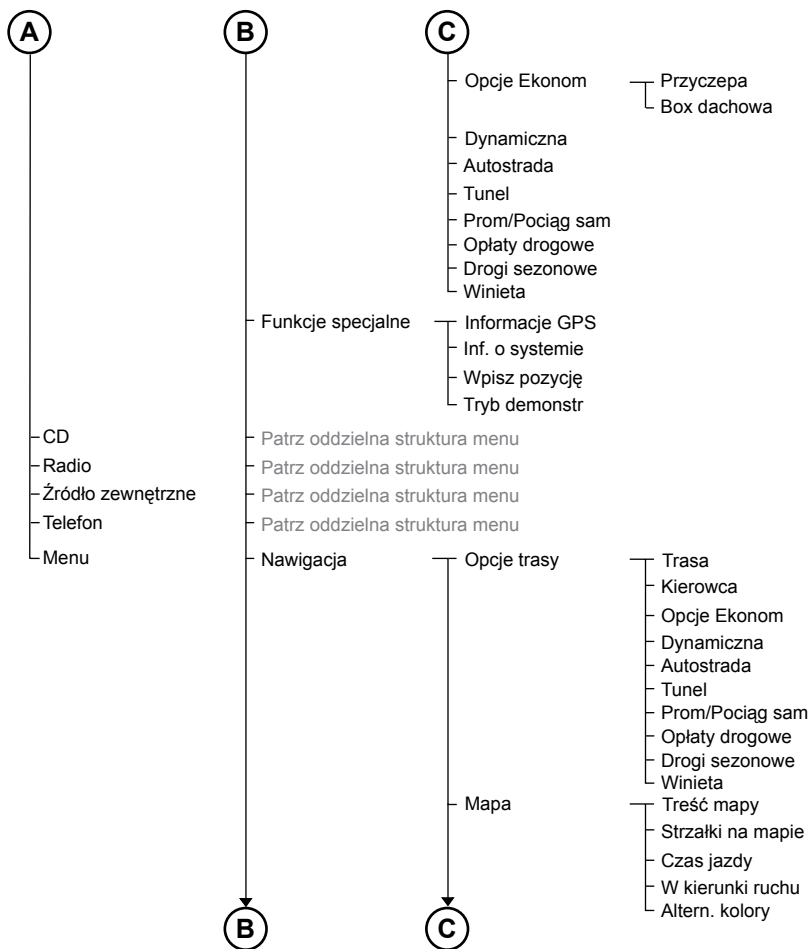 A
B
C
Opcje Ekonom
Przyczepa
Box dachowa
Dynamiczna
Autostrada
Tunel
Prom/Pociąg sam
Opłaty drogowe
Drogi sezonowe
Winieta
Funkcje specjalne
Informacje GPS
Inf. o systemie
Wpisz pozycję
Tryb demonstr
CD
Patrz oddzielna struktura menu
Radio
Patrz oddzielna struktura menu
Źródło zewnętrzne
Patrz oddzielna struktura menu
Telefon
Patrz oddzielna struktura menu
Menu
Nawigacja
Opcje trasy
Trasa
Kierowca
Opcje Ekonom
Dynamiczna
Autostrada
Tunel
Prom/Pociąg sam
Opłaty drogowe
Drogi sezonowe
Winieta
Mapa
Treść mapy
Strzałki na mapie
Czas jazdy
W kierunki ruchu
Altern. kolory
B
C